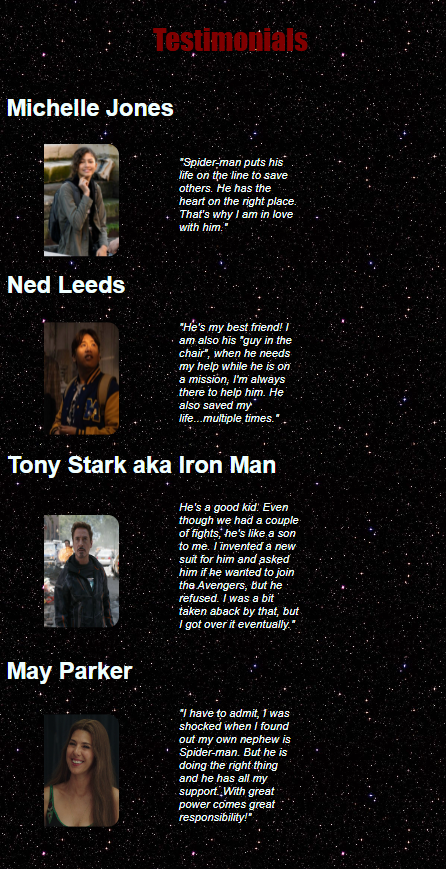 Testimonials
Michelle Jones
"Spider-man puts his
life on the line to save
others. He has the
heart on the right place.
That's why I am in love
with him."
Ned Leeds
"He's my best friend! I
am also his "guy in the
chair", when he needs
my help while he is on
a mission, I'm always
there to help him. He
also saved my
life...multiple times."
Tony Stark aka Iron Man
He's a good kid. Even
though we had a couple
of fights, he's like a son
to me. I invented a new
suit for him and asked
him if he wanted to join
the Avengers, but he
refused. I was a bit
taken aback by that, but
I got over it eventually."
May Parker
"I have to admit, I was
shocked when I found
out my own nephew is
Spider-man. But he is
doing the right thing
and he has all my
support. With great
power comes great
responsibility!"